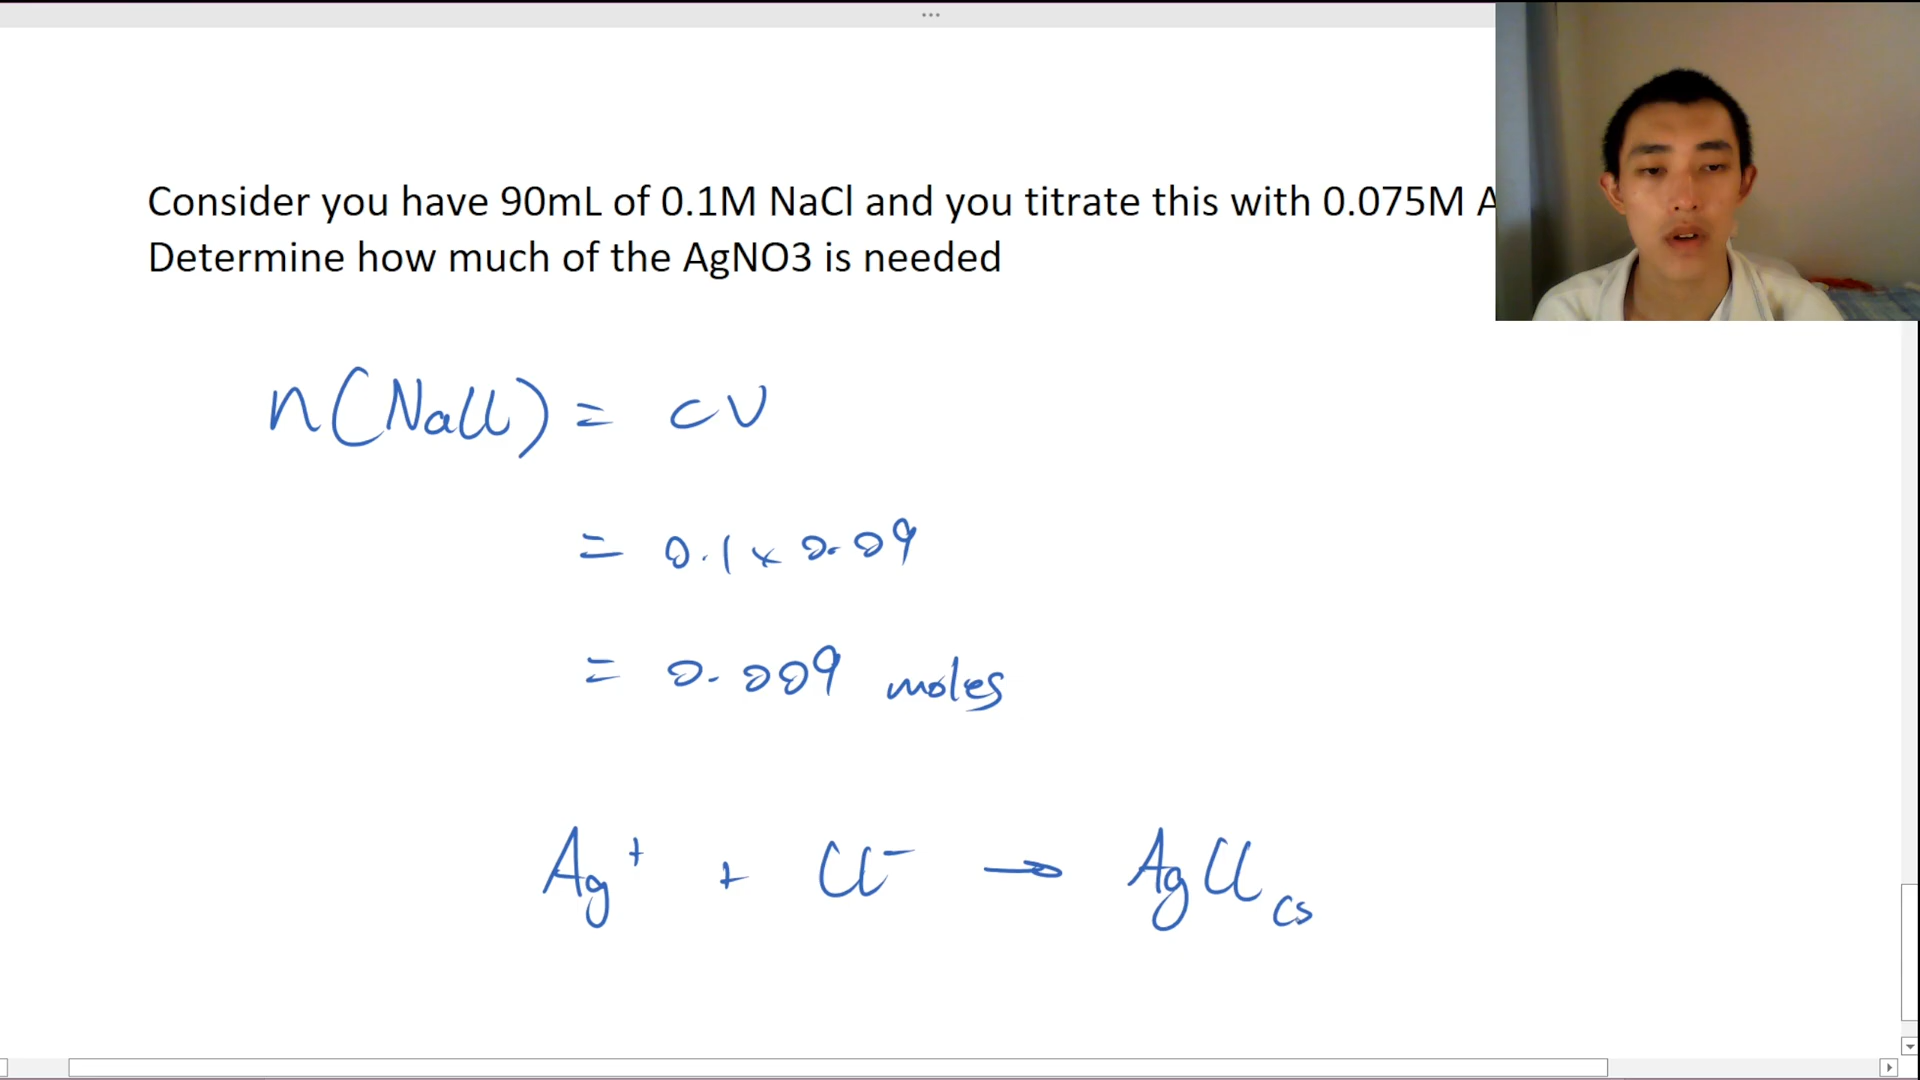 ...
Consider you have 90mL of 0.1M NaCl and you titrate this with 0.075M A
Determine how much of the AgNO3 is needed
n(NaCl) = cV
= 0.1 x 0.09
= 0.009 moles
Ag⁺ + Cl⁻ → AgCl (s